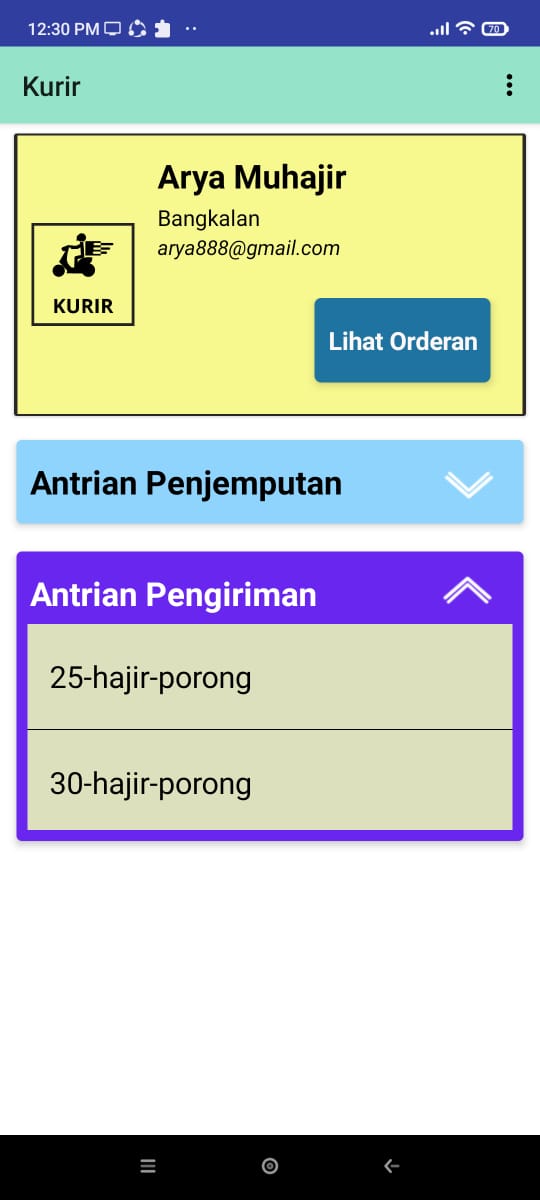 12:30 PM
70
Kurir
Arya Muhajir
Bangkalan
arya888@gmail.com
KURIR
Lihat Orderan
Antrian Penjemputan
Antrian Pengiriman
25-hajir-porong
30-hajir-porong